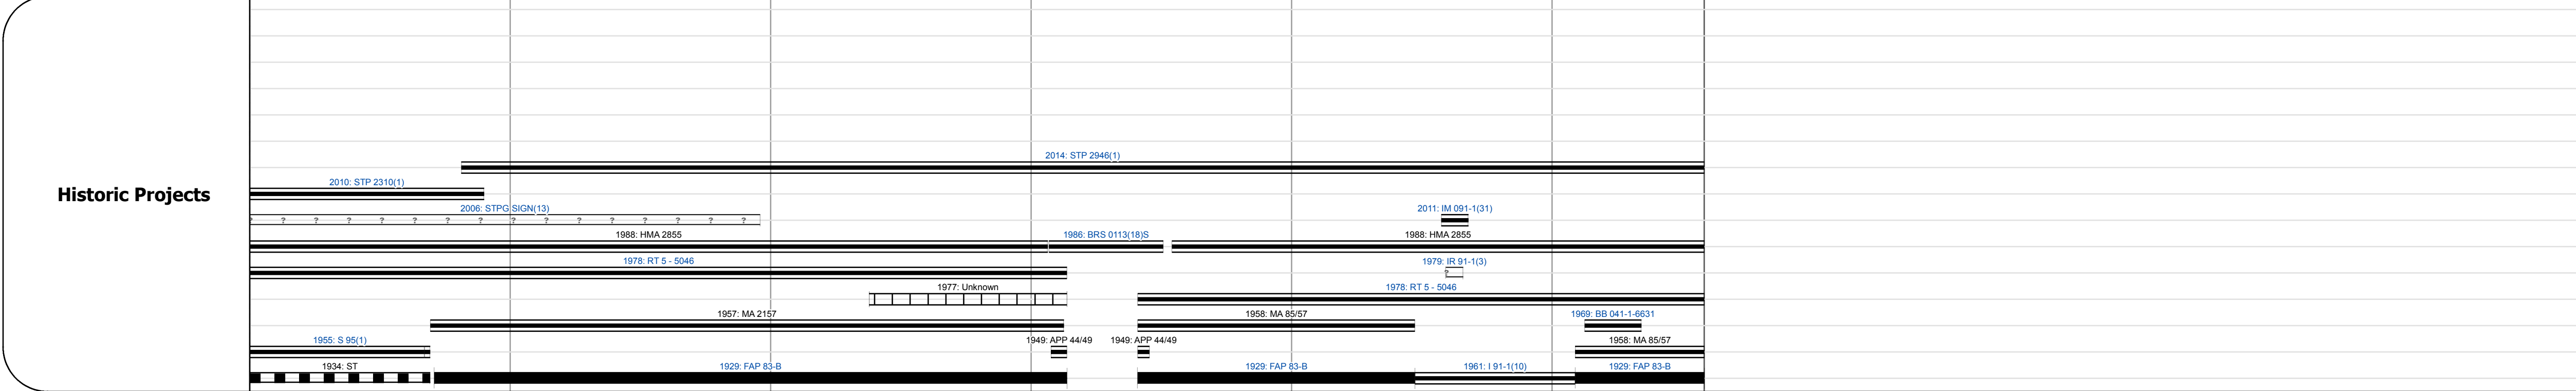 2014: STP 2946(1)
2010: STP 2310(1)
Historic Projects
2006: STPG SIGN(13) 2011: IM 091-1(31)
? ? ? ? ? ? ? ? ? ? ? ? ? ? ? ?
1988: HMA 2855 1986: BRS 0113(18)S 1988: HMA 2855
1978: RT 5 - 5046 1979: IR 91-1(3)
?
1977: Unknown 1978: RT 5 - 5046
1957: MA 2157 1958: MA 85/57 1969: BB 041-1-6631
1955: S 95(1) 1949: APP 44/49 1949: APP 44/49 1958: MA 85/57
1934: ST 1929: FAP 83-B 1929: FAP 83-B 1961: I 91-1(10) 1929: FAP 83-B